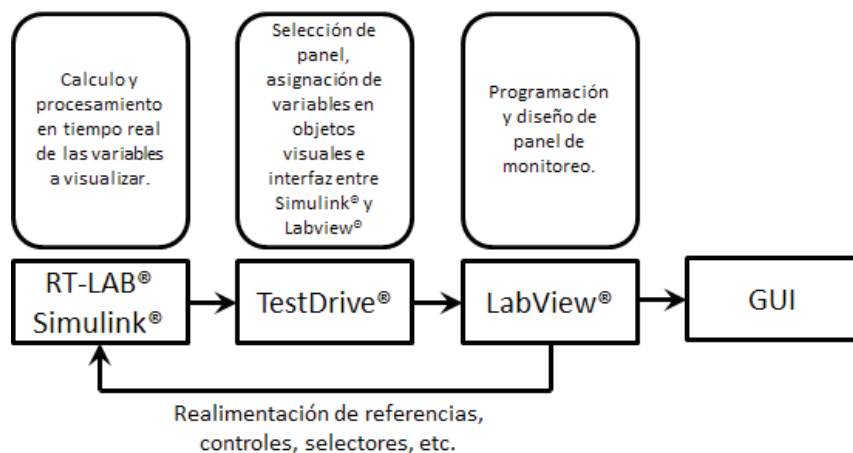 Calculo y
procesamiento
en tiempo real
de las variables
a visualizar.
Selección de
panel,
asignación de
variables en
objetos
visuales e
interfaz entre
Simulink® y
Labview®
Programación
y diseño de
panel de
monitoreo.
RT-LAB®
Simulink®
TestDrive®
LabView®
GUI
Realimentación de referencias,
controles, selectores, etc.